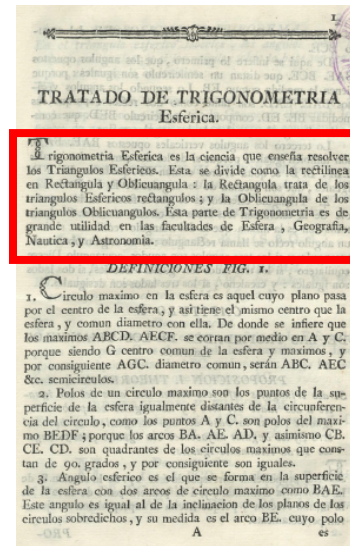 I
TRATADO DE TRIGONOMETRIA
Esferica.
Trigonometria Esferica es la ciencia que enseña resolver
los Triangulos Esfericos. Esta se divide como la rectilinea
en Rectangula y Oblicuangula : la Rectangula trata de los
triangulos Esfericos rectangulos ; y la Oblicuangula de los
triangulos Oblicuangulos. Esta parte de Trigonometria es de
grande utilidad en las facultades de Esfera , Geografia,
Nautica , y Astronomia.
DEFINICIONES FIG. 1.
1. Circulo maximo en la esfera es aquel cuyo plano pasa
por el centro de la esfera , y asi tiene el mismo centro que la
esfera , y comun diametro con ella. De donde se infiere que
los maximos ABCD. AECF. se cortan por medio en A y C.
porque siendo G centro comun de la esfera y maximos , y
por consiguiente AGC. diametro comun , serán ABC. AEC
&c. semicirculos.
2. Polos de un circulo maximo son los puntos de la su-
perficie de la esfera igualmente distantes de la circunferen-
cia del circulo , como los puntos A y C. son polos del maxi-
mo BEDF ; porque los arcos BA. AE. AD. y asimismo CB.
CE. CD. son quadrantes de los circulos maximos que cons-
tan de 90. grados , y por consiguiente son iguales.
3. Angulo esferico es el que se forma en la superficie
de la esfera con dos arcos de circulo maximo como BAE.
Este angulo es igual al de la inclinacion de los planos de los
circulos sobredichos , y su medida es el arco BE. cuyo polo
A es